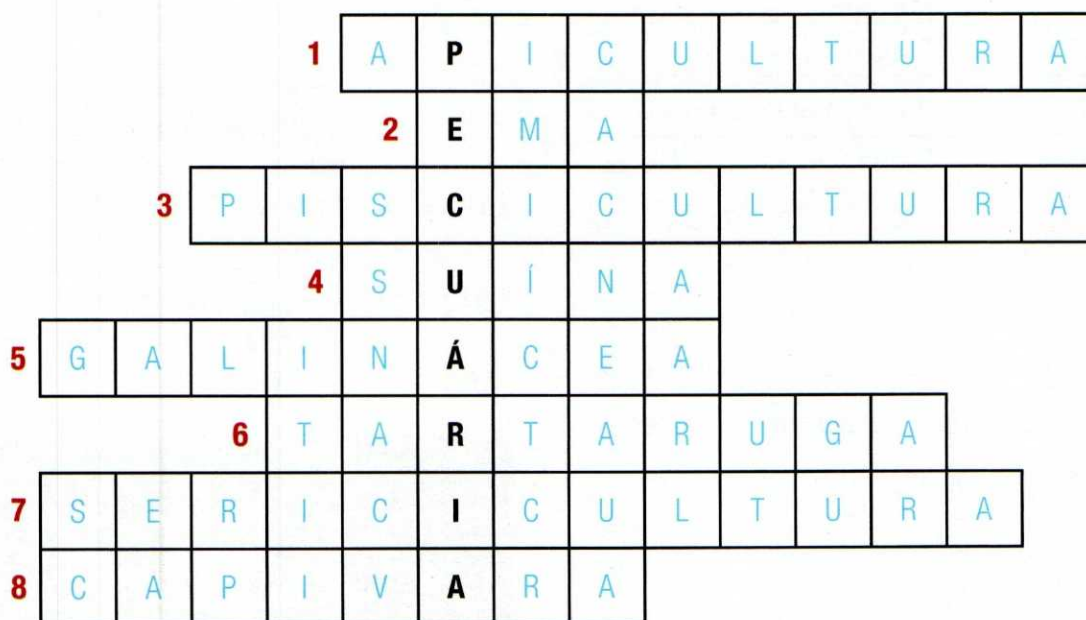 1 APICULTURA
2 EMA
3 PISCICULTURA
4 SUÍNA
5 GALINÁCEA
6 TARTARUGA
7 SERICICULTURA
8 CAPIVARA